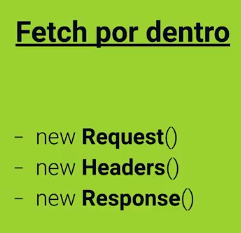 Fetch por dentro
- new Request()
- new Headers()
- new Response()